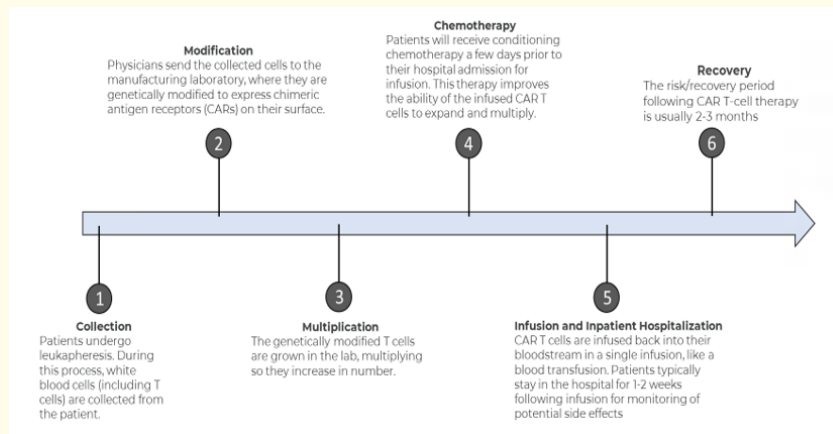 1
Collection
Patients undergo
leukapheresis. During
this process, white
blood cells (including T
cells) are collected from
the patient.
Modification
Physicians send the collected cells to the
manufacturing laboratory, where they are
genetically modified to express chimeric
antigen receptors (CARs) on their surface.
2
3
Multiplication
The genetically modified T cells
are grown in the lab, multiplying
so they increase in number.
Chemotherapy
Patients will receive conditioning
chemotherapy a few days prior to
their hospital admission for
infusion. This therapy improves
the ability of the infused CAR T
cells to expand and multiply.
4
5
Infusion and Inpatient Hospitalization
CAR T cells are infused back into their
bloodstream in a single infusion, like a
blood transfusion. Patients typically
stay in the hospital for 1-2 weeks
following infusion for monitoring of
potential side effects
Recovery
The risk/recovery period
following CAR T-cell therapy
is usually 2-3 months
6